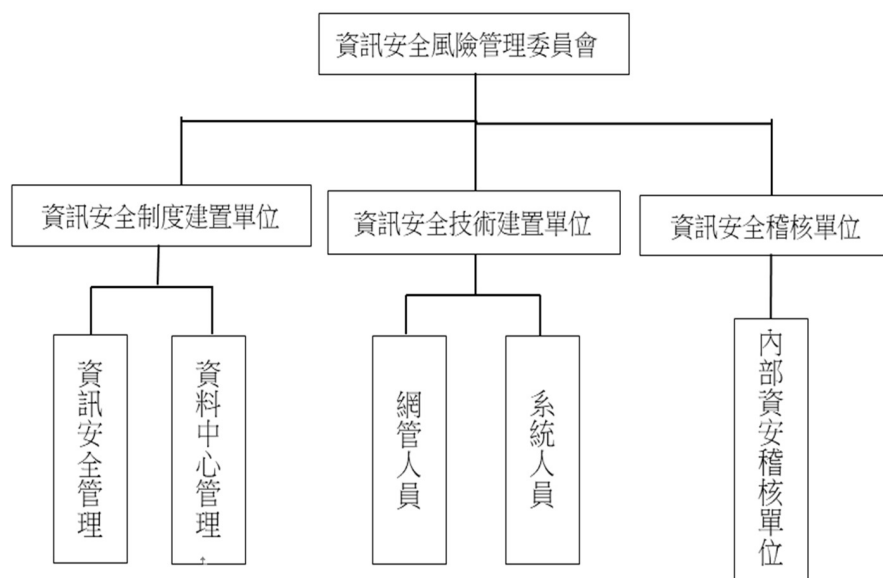 資訊安全風險管理委員會
資訊安全制度建置單位
資訊安全技術建置單位
資訊安全稽核單位
資訊安全管理
資料中心管理
網管人員
系統人員
內部資安稽核單位